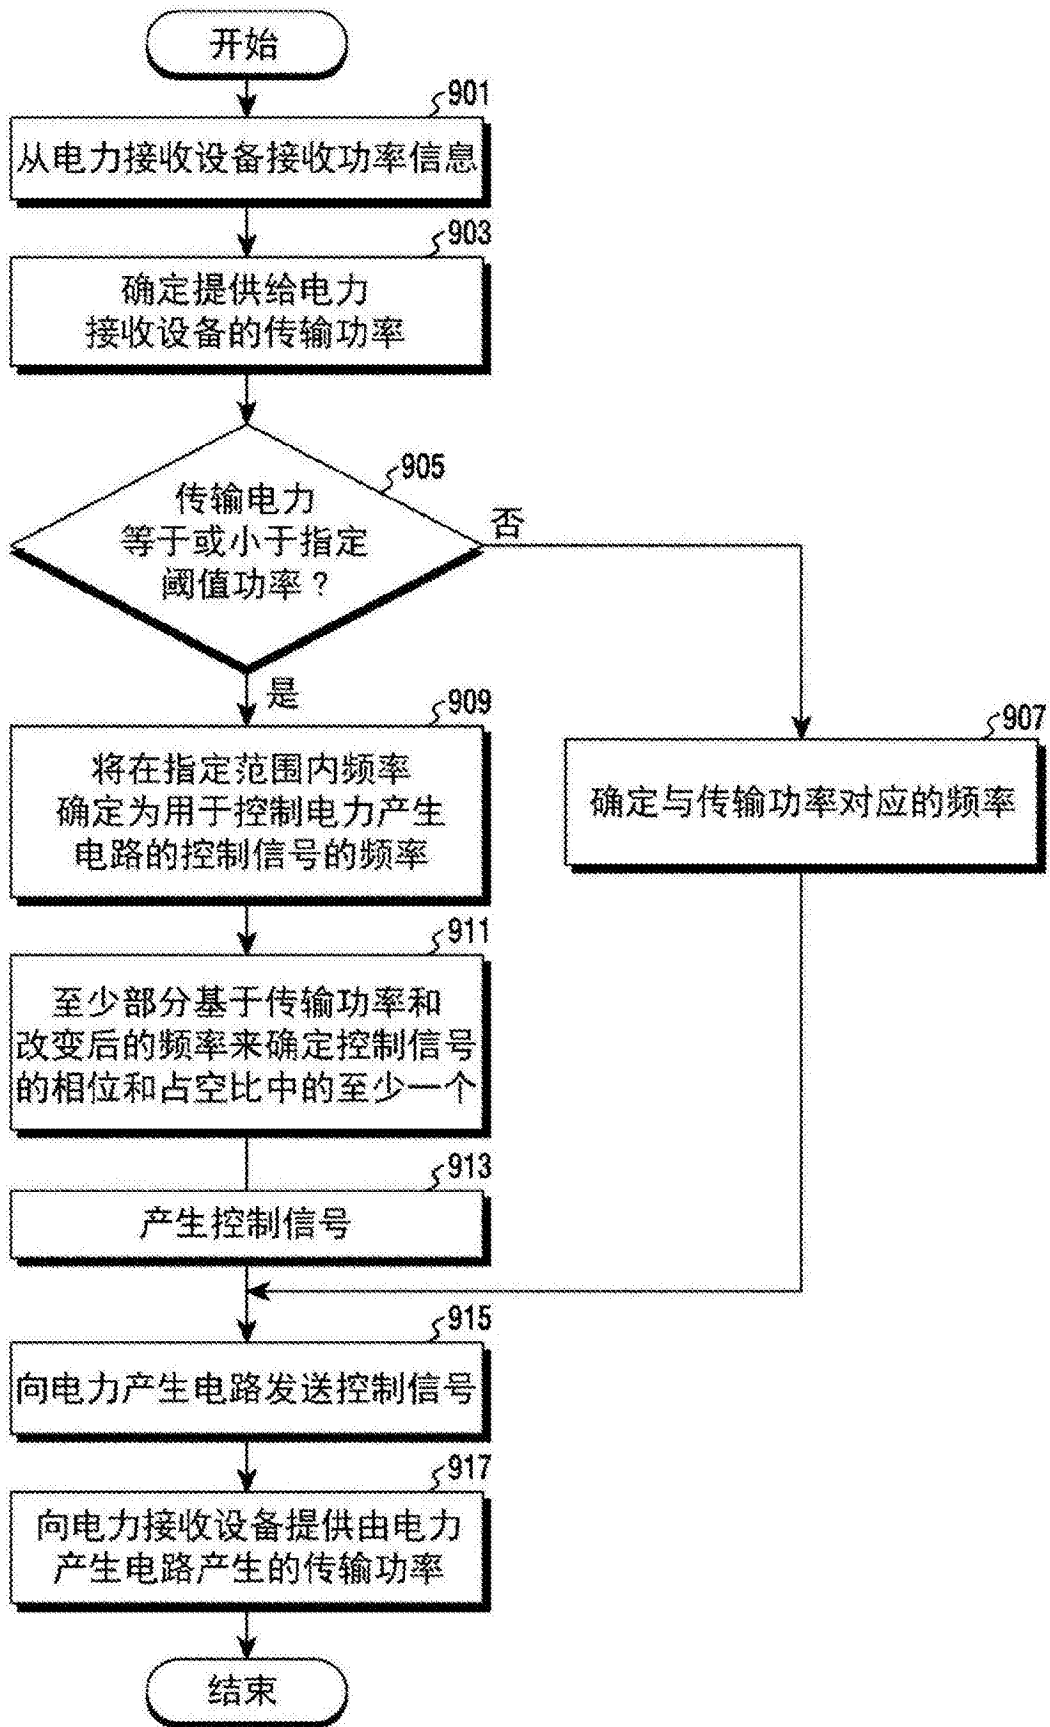 开始
901
从电力接收设备接收功率信息
903
确定提供给电力
接收设备的传输功率
905
传输电力
等于或小于指定
阈值功率？
否
是
909
将在指定范围内频率
确定为用于控制电力产生
电路的控制信号的频率
907
确定与传输功率对应的频率
911
至少部分基于传输功率和
改变后的频率来确定控制信号
的相位和占空比中的至少一个
913
产生控制信号
915
向电力产生电路发送控制信号
917
向电力接收设备提供由电力
产生电路产生的传输功率
结束